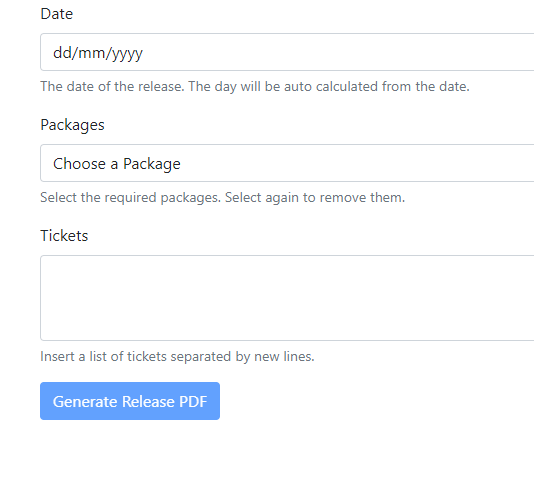 Date
dd/mm/yyyy
The date of the release. The day will be auto calculated from the date.
Packages
Choose a Package
Select the required packages. Select again to remove them.
Tickets
Insert a list of tickets separated by new lines.
Generate Release PDF